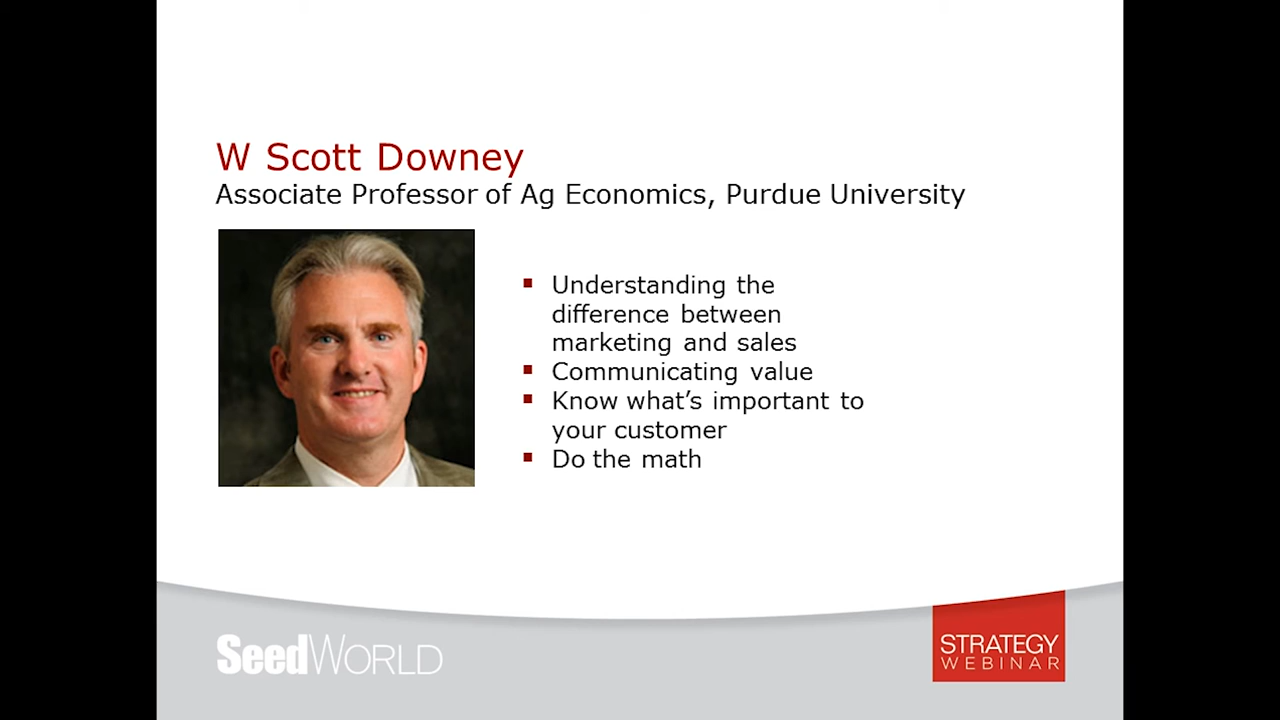 W Scott Downey
Associate Professor of Ag Economics, Purdue University
▪ Understanding the
difference between
marketing and sales
▪ Communicating value
▪ Know what’s important to
your customer
▪ Do the math
SeedWORLD
STRATEGY
WEBINAR